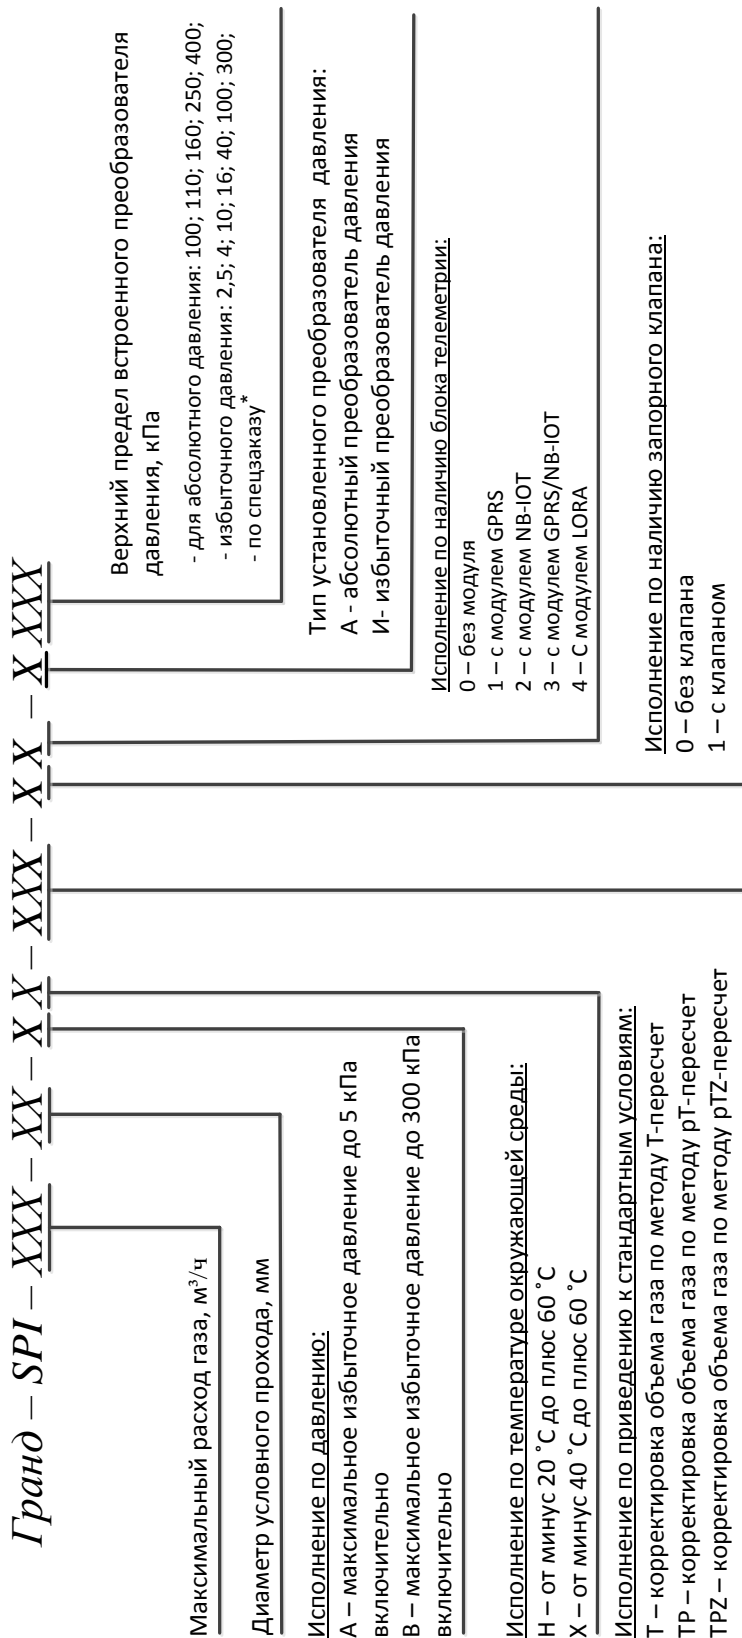 Гранд – SPI – XXX – XX – X X – XXX – X X – X XXX
Максимальный расход газа, м³/ч
Диаметр условного прохода, мм
Исполнение по давлению:
А – максимальное избыточное давление до 5 кПа
включительно
В – максимальное избыточное давление до 300 кПа
включительно
Исполнение по температуре окружающей среды:
Н – от минус 20 ˚С до плюс 60 ˚С
Х – от минус 40 ˚С до плюс 60 ˚С
Исполнение по приведению к стандартным условиям:
Т – корректировка объема газа по методу Т-пересчет
ТР – корректировка объема газа по методу рТ-пересчет
TPZ – корректировка объема газа по методу pTZ-пересчет
Верхний предел встроенного преобразователя
давления, кПа
- для абсолютного давления: 100; 110; 160; 250; 400;
- избыточного давления: 2,5; 4; 10; 16; 40; 100; 300;
- по спецзаказу*
Тип установленного преобразователя давления:
А - абсолютный преобразователь давления
И- избыточный преобразователь давления
Исполнение по наличию блока телеметрии:
0 – без модуля
1 – с модулем GPRS
2 – с модулем NB-IOT
3 – с модулем GPRS/NB-IOT
4 – С модулем LORA
Исполнение по наличию запорного клапана:
0 – без клапана
1 – с клапаном